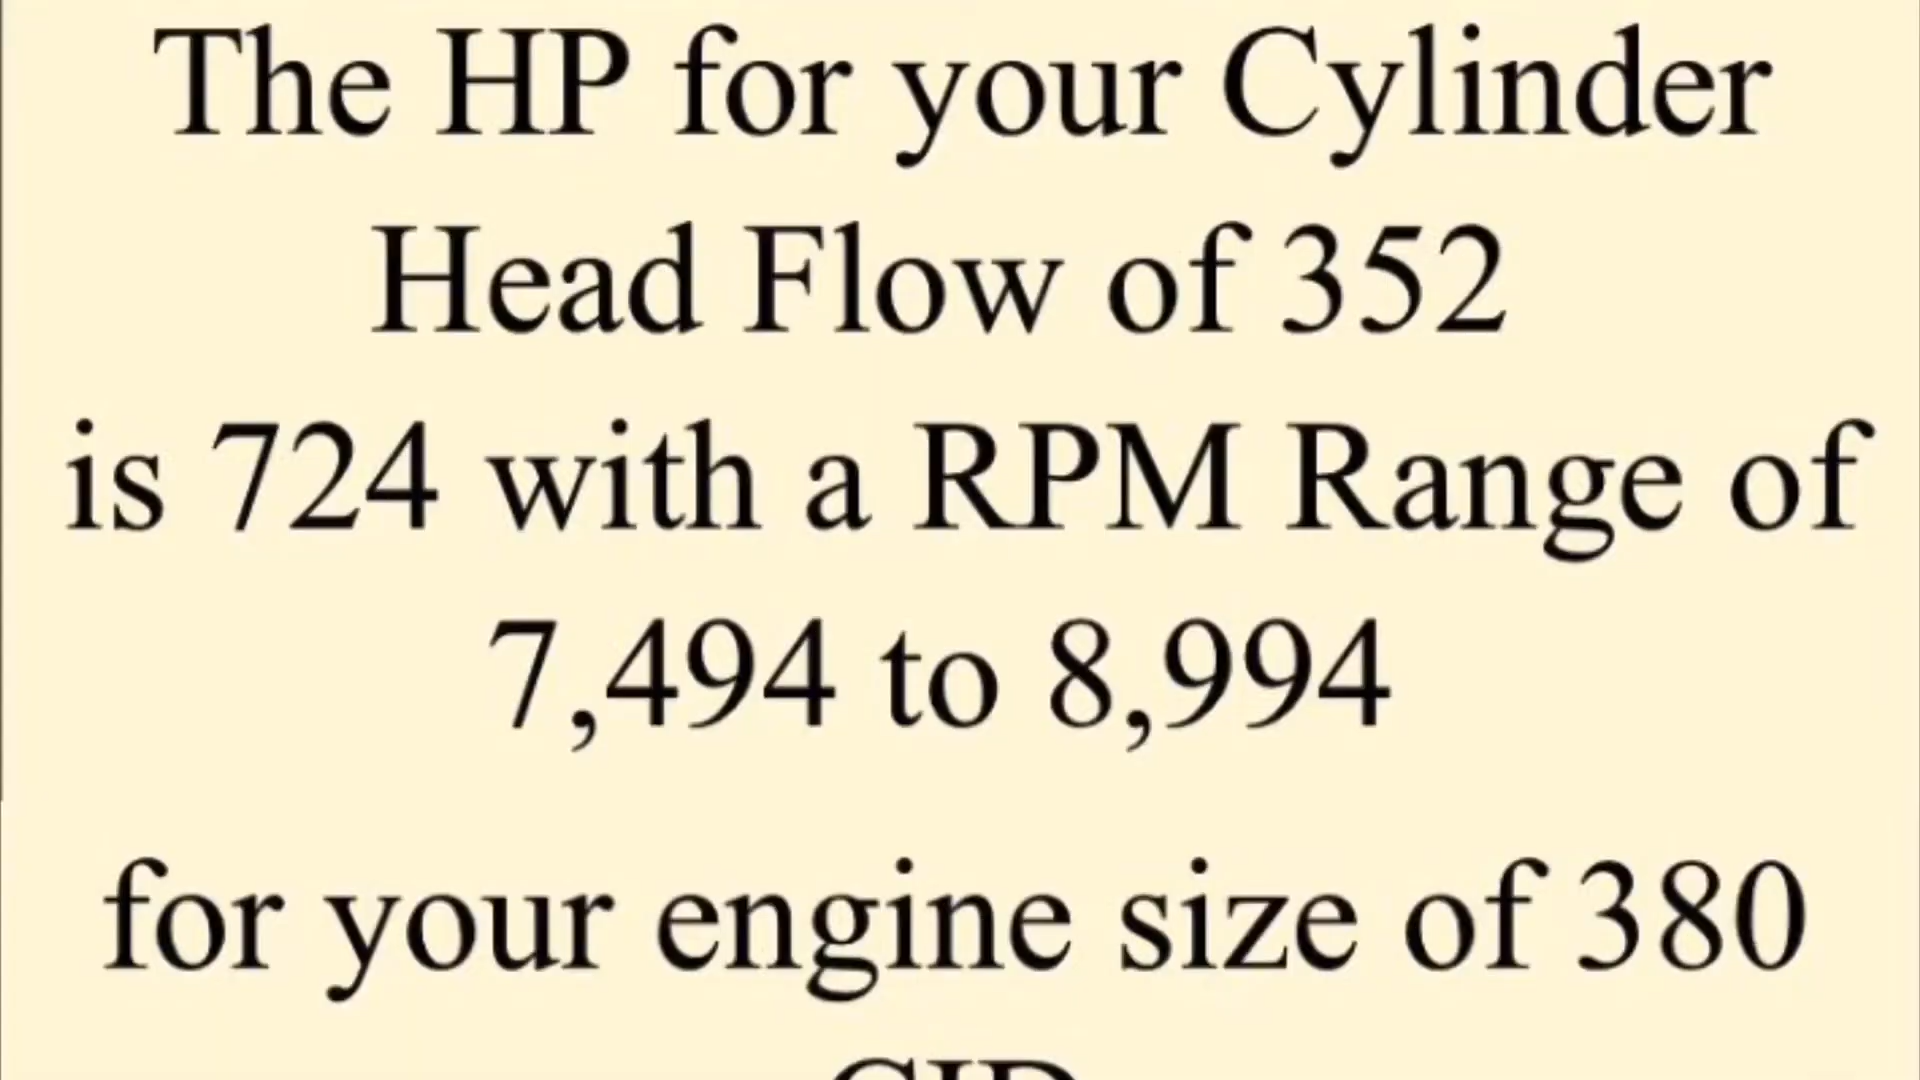 The HP for your Cylinder
Head Flow of 352
is 724 with a RPM Range of
7,494 to 8,994
for your engine size of 380
CID